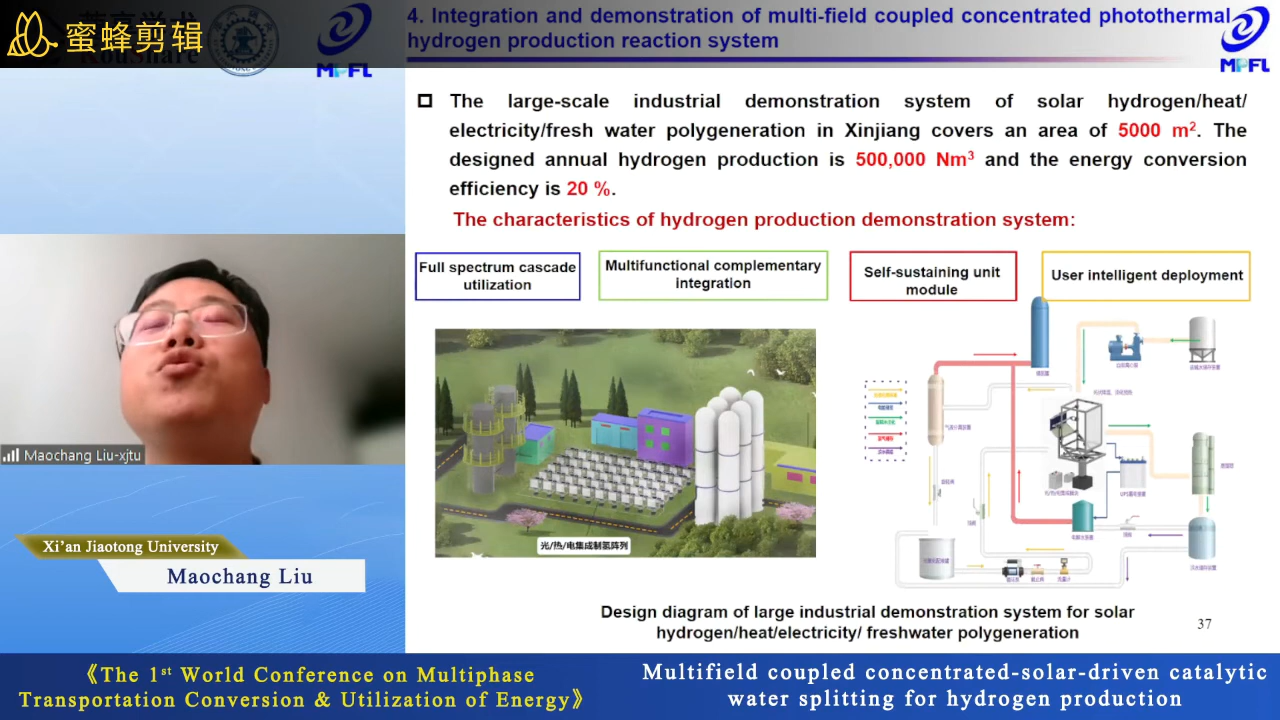 蜜蜂剪辑
4. Integration and demonstration of multi-field coupled concentrated photothermal
hydrogen production reaction system
MPFL
MPFL
The large-scale industrial demonstration system of solar hydrogen/heat/
electricity/fresh water polygeneration in Xinjiang covers an area of 5000 m². The
designed annual hydrogen production is 500,000 Nm³ and the energy conversion
efficiency is 20 %.
The characteristics of hydrogen production demonstration system:
Full spectrum cascade
utilization
Multifunctional complementary
integration
Self-sustaining unit
module
User intelligent deployment
光/热/电集成制氢阵列
Design diagram of large industrial demonstration system for solar
hydrogen/heat/electricity/ freshwater polygeneration
37
Maochang Liu-xjtu
Xi'an Jiaotong University
Maochang Liu
《The 1st World Conference on Multiphase
Transportation Conversion & Utilization of Energy》
Multifield coupled concentrated-solar-driven catalytic
water splitting for hydrogen production